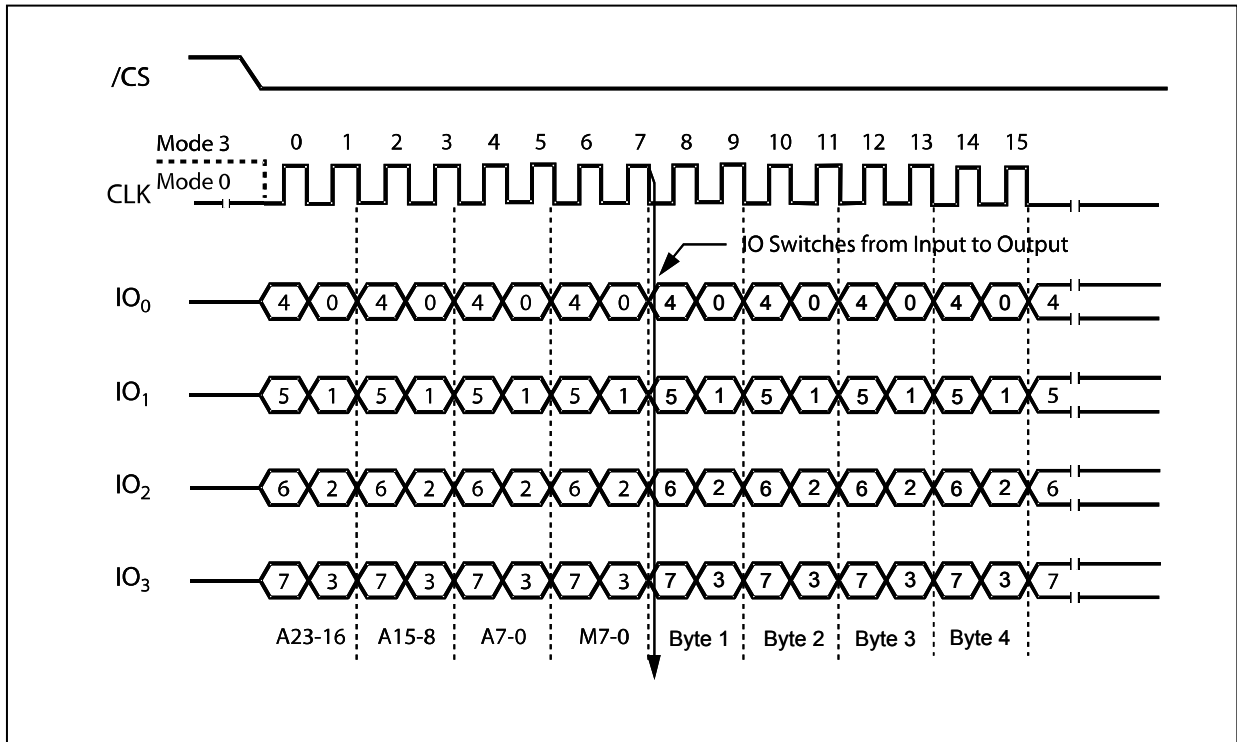 /CS
Mode 3
0 1 2 3 4 5 6 7 8 9 10 11 12 13 14 15
CLK
Mode 0
IO Switches from Input to Output
IO₀ 4 0 4 0 4 0 4 0 4 0 4 0 4 0 4 0 4
IO₁ 5 1 5 1 5 1 5 1 5 1 5 1 5 1 5 1 5
IO₂ 6 2 6 2 6 2 6 2 6 2 6 2 6 2 6 2 6
IO₃ 7 3 7 3 7 3 7 3 7 3 7 3 7 3 7 3 7
A23-16 A15-8 A7-0 M7-0 Byte 1 Byte 2 Byte 3 Byte 4